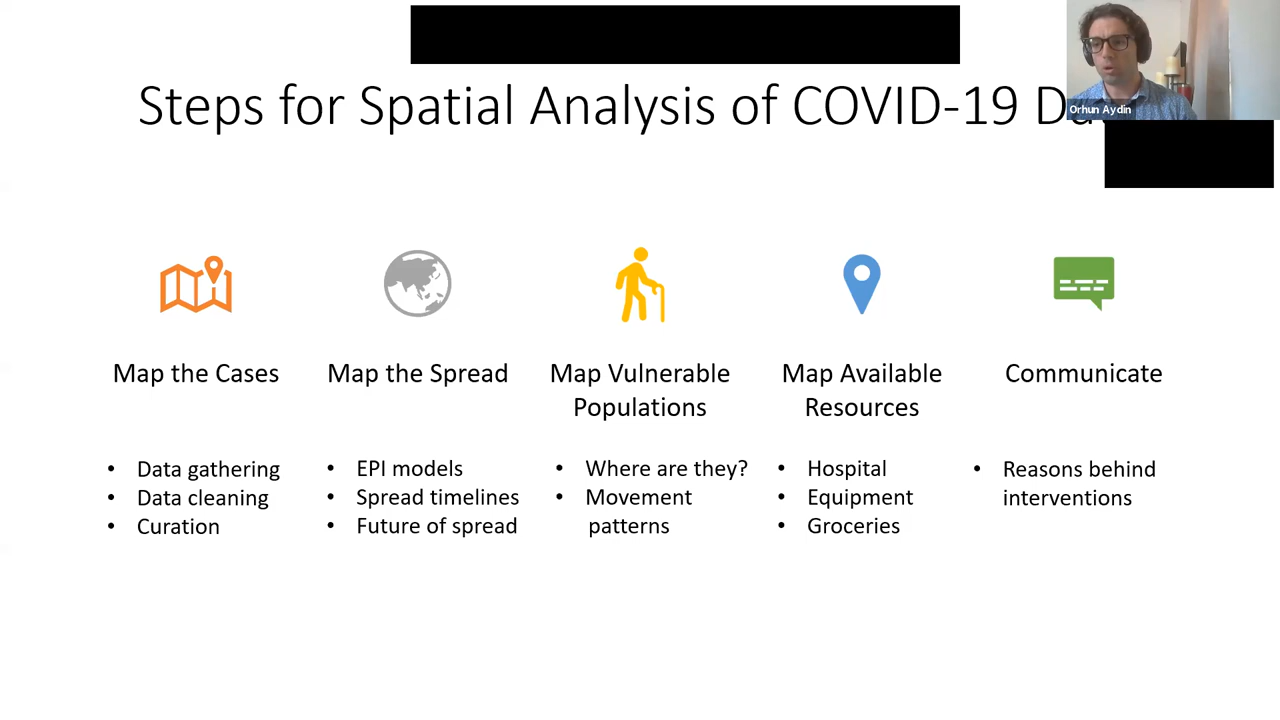 Steps for Spatial Analysis of COVID-19
Orhun Aydin
Map the Cases
Data gathering
Data cleaning
Curation
Map the Spread
EPI models
Spread timelines
Future of spread
Map Vulnerable
Populations
Where are they?
Movement
patterns
Map Available
Resources
Hospital
Equipment
Groceries
Communicate
Reasons behind
interventions